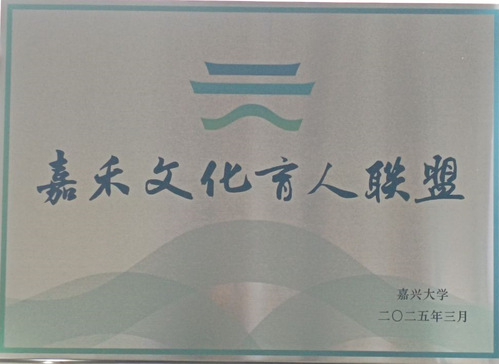 嘉禾文化育人联盟
嘉兴大学
二〇二五年三月